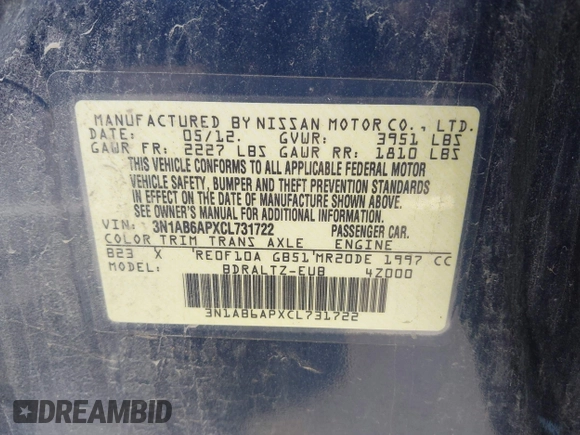 MANUFACTURED BY NISSAN MOTOR CO., LTD.
DATE: 05/12. GVWR: 3951 LBS
GAWR FR: 2227 LBS GAWR RR: 1810 LBS
THIS VEHICLE CONFORMS TO ALL APPLICABLE FEDERAL MOTOR
VEHICLE SAFETY, BUMPER AND THEFT PREVENTION STANDARDS
IN EFFECT ON THE DATE OF MANUFACTURE SHOWN ABOVE.
SEE OWNER'S MANUAL FOR ADDITIONAL INFORMATION.
VIN: 3N1AB6APXCL731722 PASSENGER CAR.
COLOR TRIM TRANS AXLE ENGINE
B23 X 'RE0F10A GB51'MR20DE 1997 CC
MODEL: BDRALTZ-EUB 4Z000
3N1AB6APXCL731722
DREAMBID